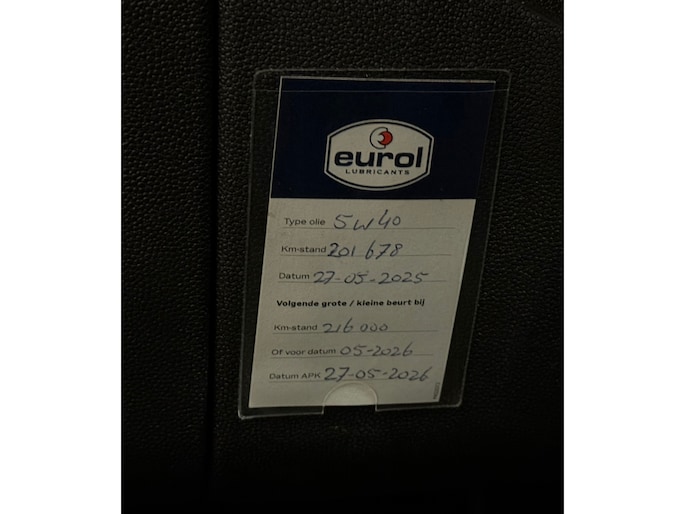 eurol
LUBRICANTS
Type olie 5w40
Km-stand 201 678
Datum 27-05-2025
Volgende grote / kleine beurt bij
Km-stand 216 000
Of voor datum 05-2026
Datum APK 27-05-2026